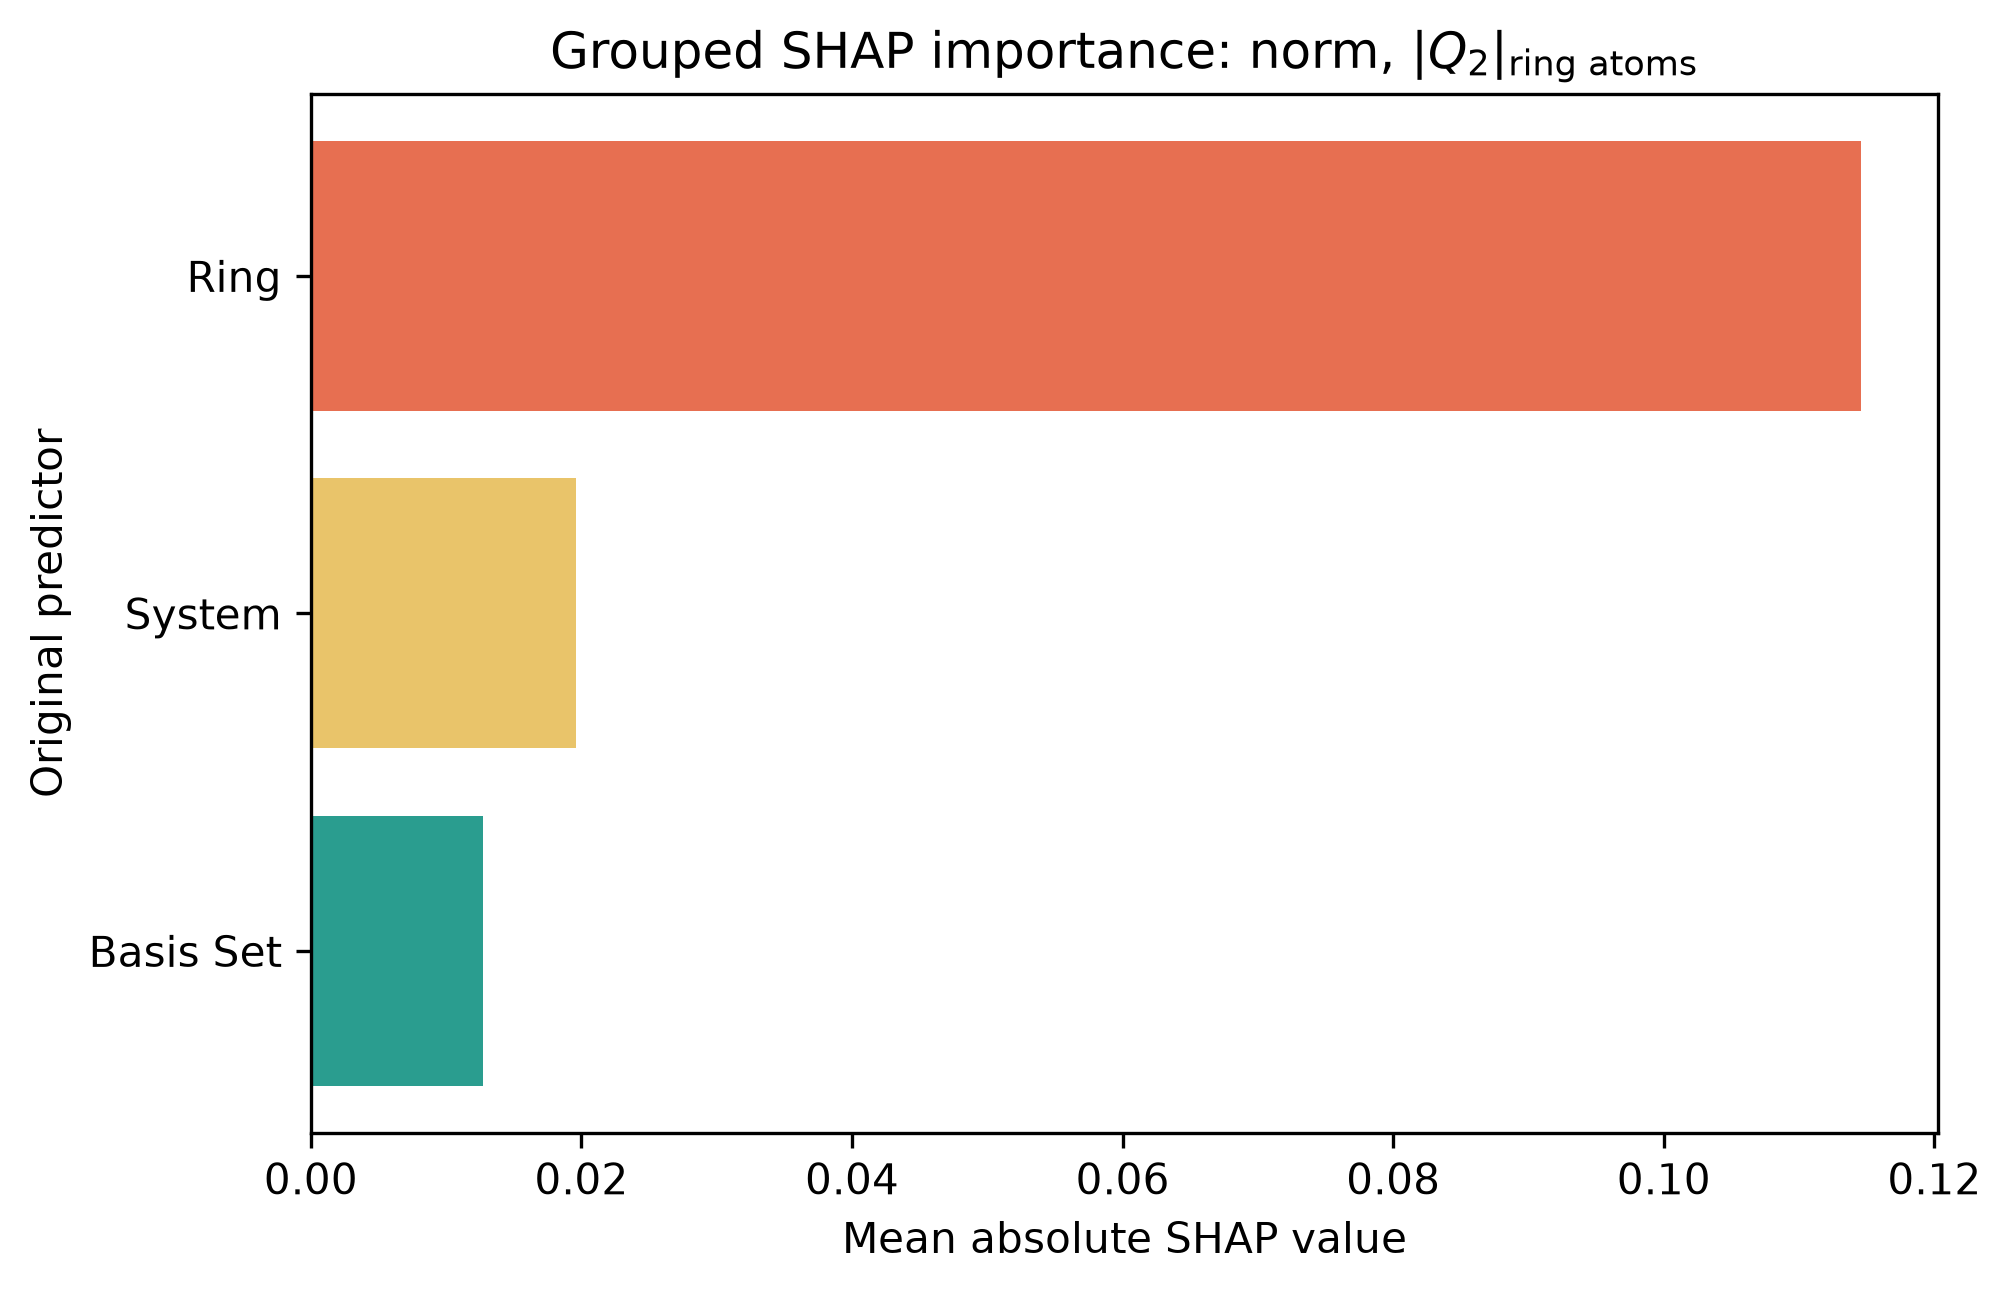 Grouped SHAP importance: norm, |Q₂|ring atoms
Original predictor
Ring
System
Basis Set
0.00 0.02 0.04 0.06 0.08 0.10 0.12
Mean absolute SHAP value